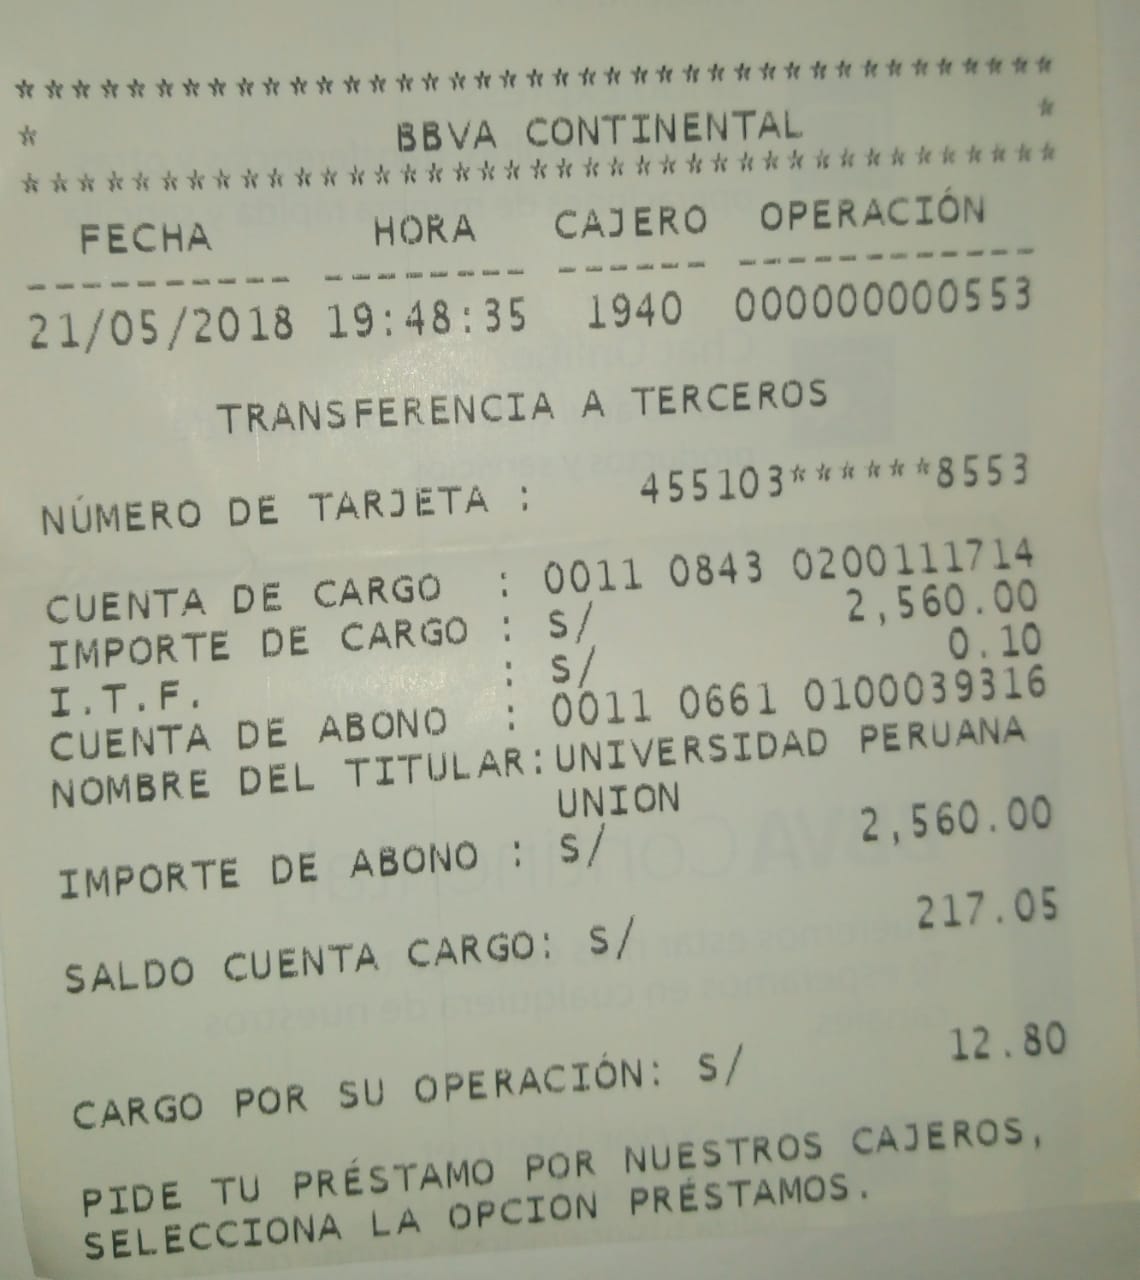 ***************************************
* BBVA CONTINENTAL *
***************************************
FECHA HORA CAJERO OPERACIÓN
---------- -------- ------ ------------
21/05/2018 19:48:35 1940 000000000553
TRANSFERENCIA A TERCEROS
NÚMERO DE TARJETA : 455103******8553
CUENTA DE CARGO : 0011 0843 0200111714
IMPORTE DE CARGO : S/ 2,560.00
I.T.F. : S/ 0.10
CUENTA DE ABONO : 0011 0661 0100039316
NOMBRE DEL TITULAR:UNIVERSIDAD PERUANA
UNION
IMPORTE DE ABONO : S/ 2,560.00
SALDO CUENTA CARGO: S/ 217.05
CARGO POR SU OPERACIÓN: S/ 12.80
PIDE TU PRÉSTAMO POR NUESTROS CAJEROS,
SELECCIONA LA OPCION PRÉSTAMOS.